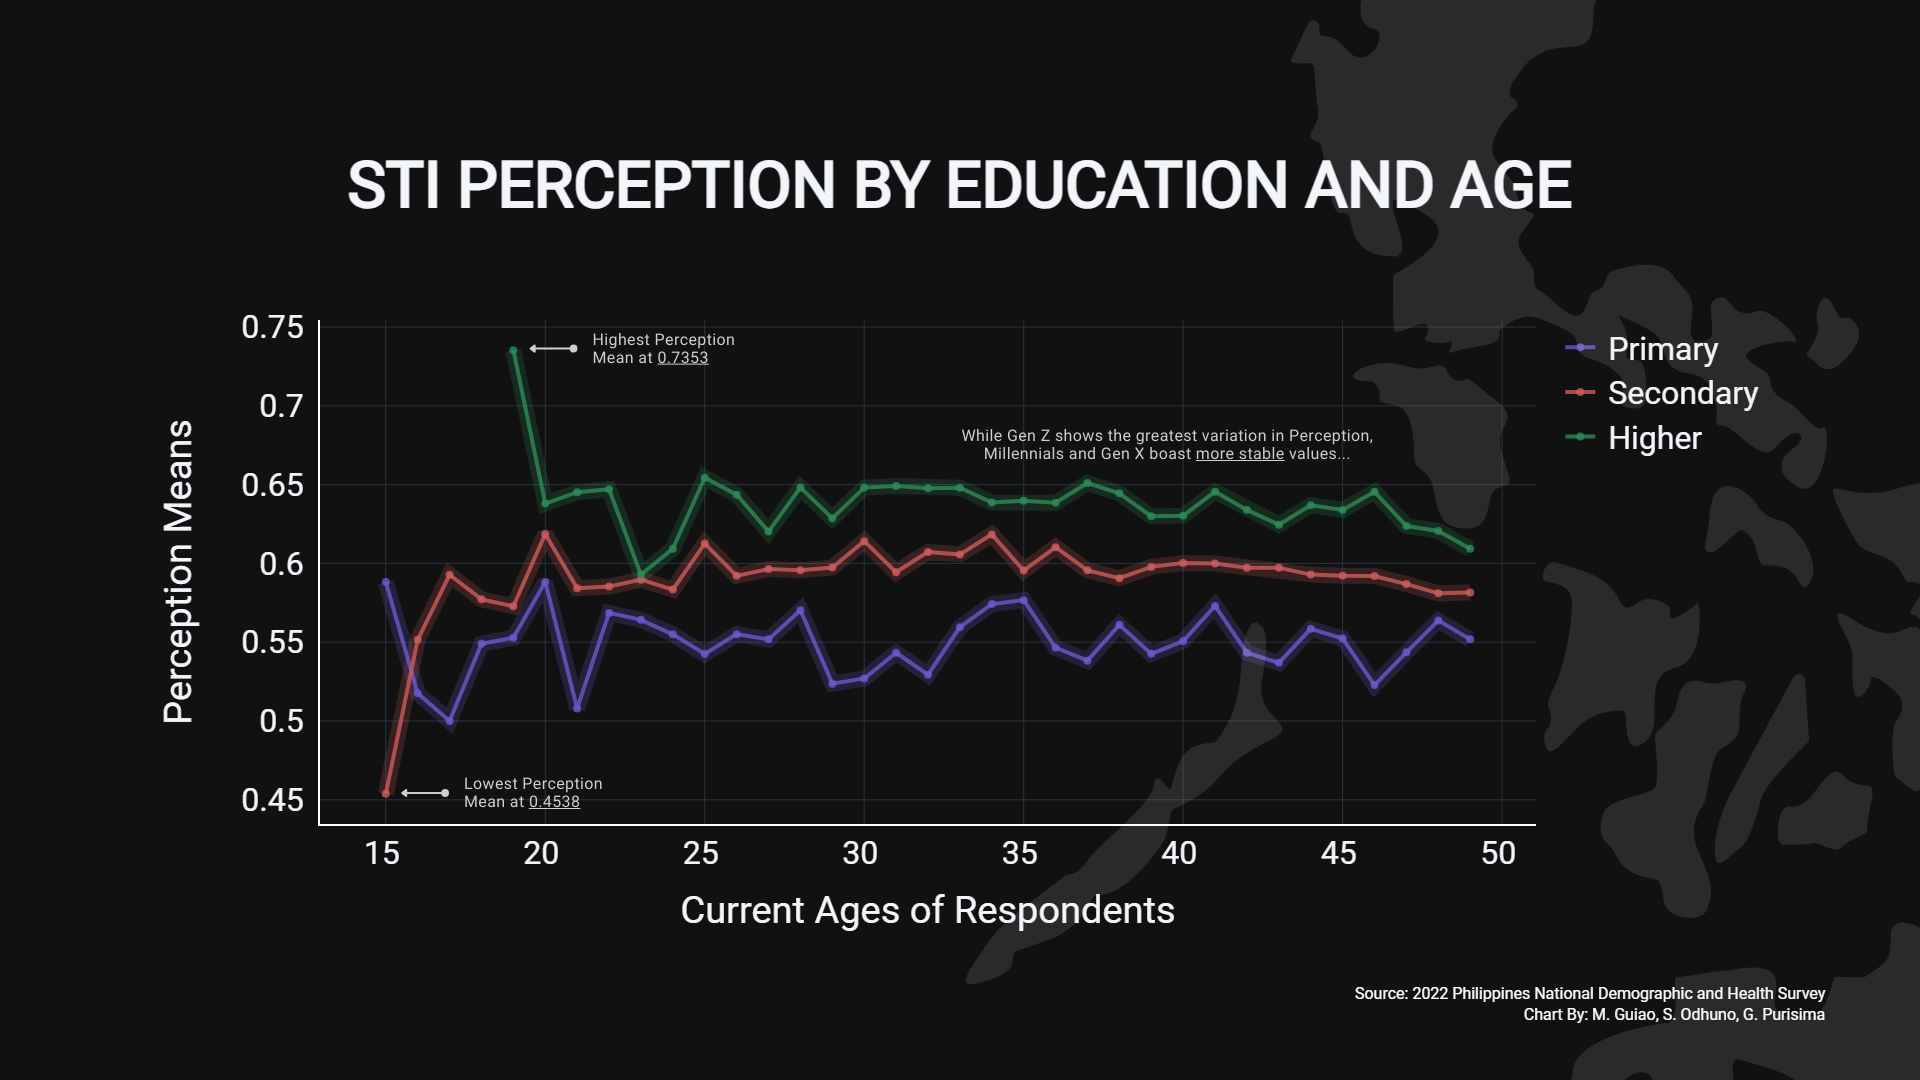 STI PERCEPTION BY EDUCATION AND AGE
0.75
0.7
0.65
0.6
0.55
0.5
0.45
Perception Means
Highest Perception
Mean at 0.7353
While Gen Z shows the greatest variation in Perception,
Millennials and Gen X boast more stable values...
Lowest Perception
Mean at 0.4538
Primary
Secondary
Higher
15 20 25 30 35 40 45 50
Current Ages of Respondents
Source: 2022 Philippines National Demographic and Health Survey
Chart By: M. Guiao, S. Odhuno, G. Purisima